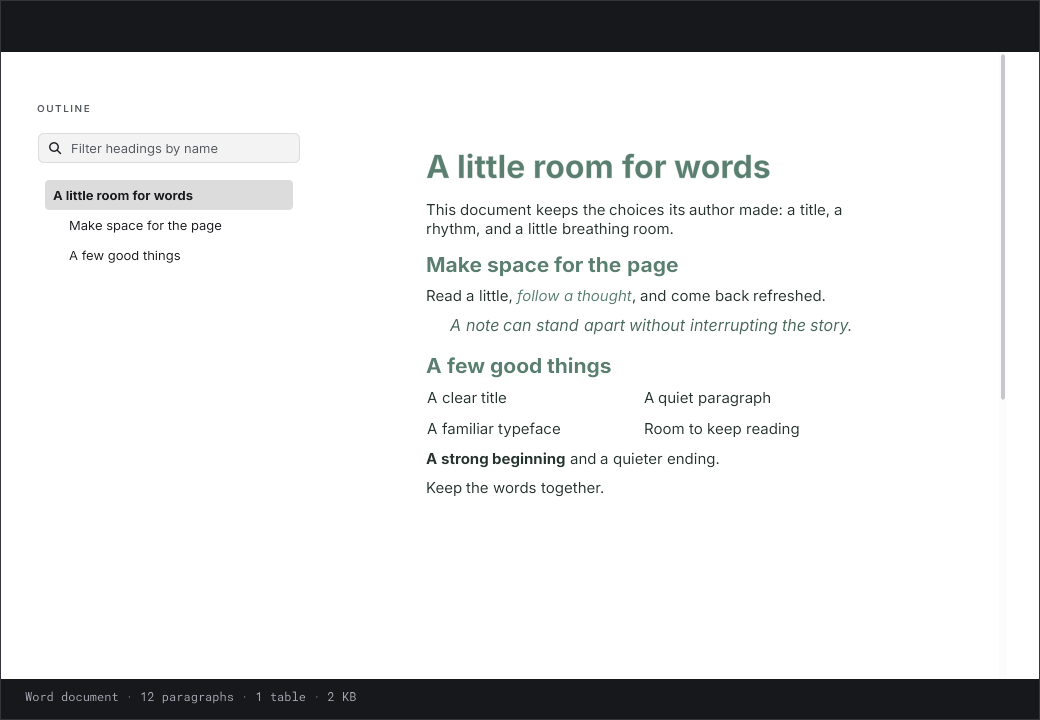 OUTLINE
Filter headings by name
A little room for words
Make space for the page
A few good things
A little room for words
This document keeps the choices its author made: a title, a
rhythm, and a little breathing room.
Make space for the page
Read a little, follow a thought, and come back refreshed.
A note can stand apart without interrupting the story.
A few good things
A clear title A quiet paragraph
A familiar typeface Room to keep reading
A strong beginning and a quieter ending.
Keep the words together.
Word document · 12 paragraphs · 1 table · 2 KB